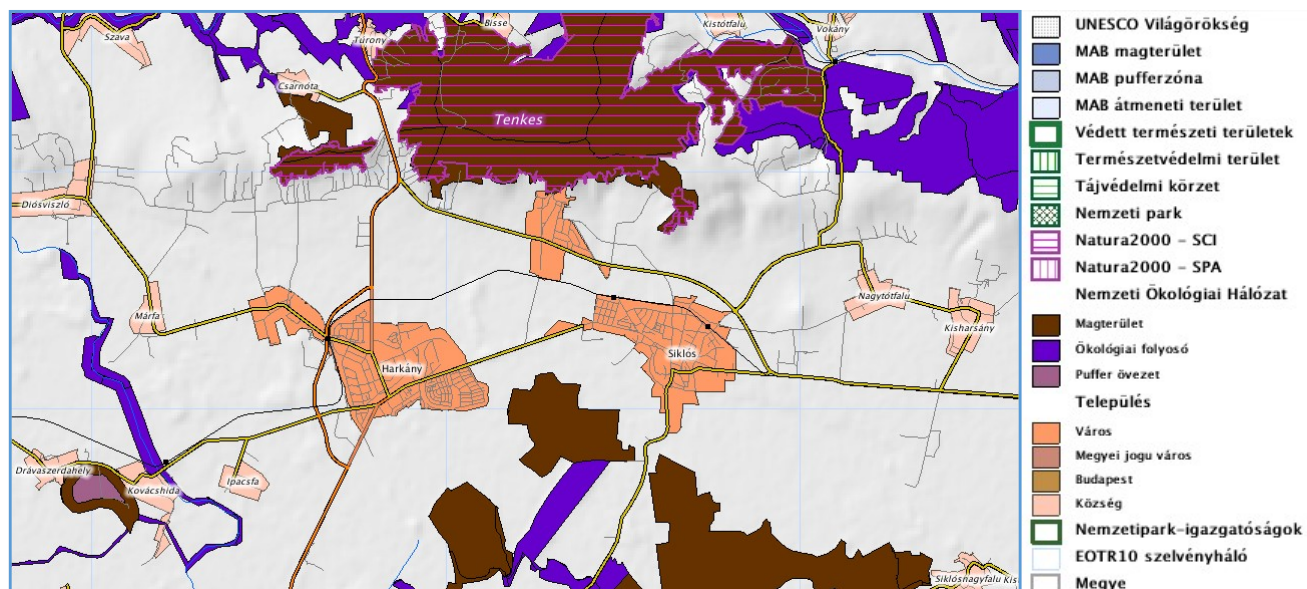 Szava
Bisse
Kistótfalu
Vokány
Túrony
Csarnóta
Tenkes
Diósviszló
Márfa
Nagytótfalu
Kisharsány
Siklós
Harkány
Drávaszerdahely
Kovácshida
Ipacsfa
Siklósnagyfalu Kis
UNESCO Világörökség
MAB magterület
MAB pufferzóna
MAB átmeneti terület
Védett természeti területek
Természetvédelmi terület
Tájvédelmi körzet
Nemzeti park
Natura2000 - SCI
Natura2000 - SPA
Nemzeti Ökológiai Hálózat
Magterület
Ökológiai folyosó
Puffer övezet
Település
Város
Megyei jogu város
Budapest
Község
Nemzetipark-igazgatóságok
EOTR10 szelvényháló
Megye